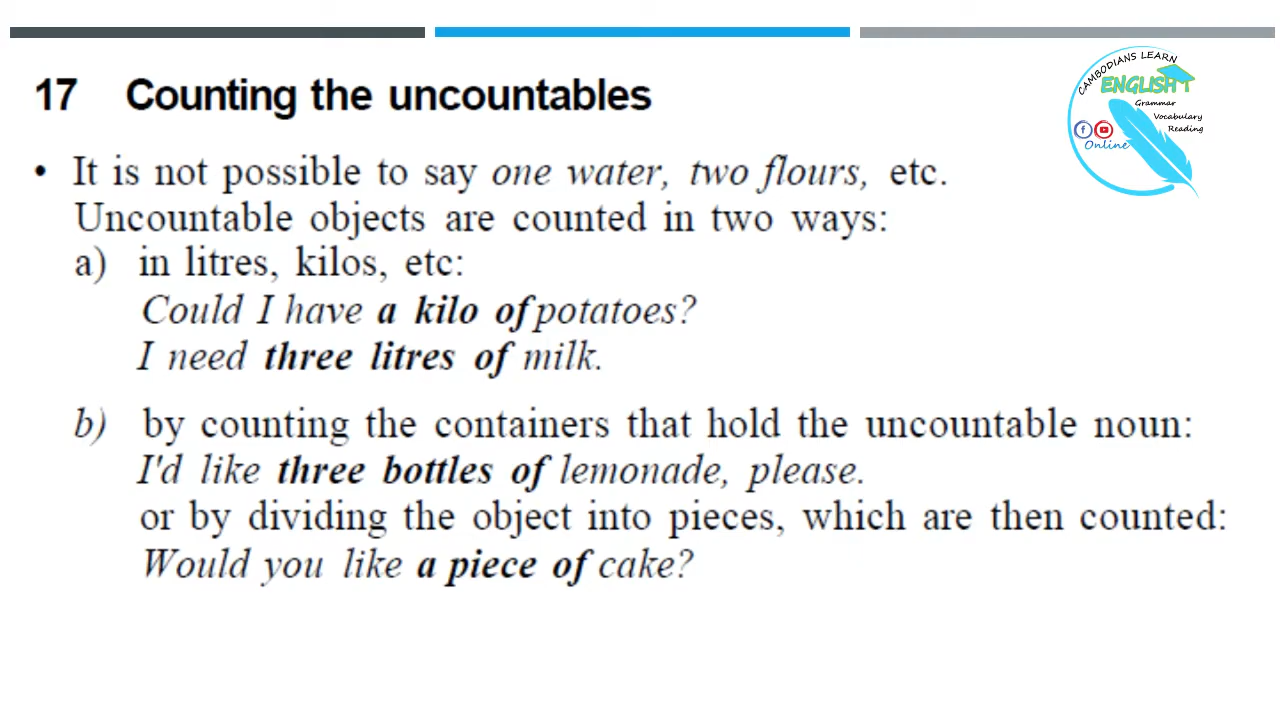 17 Counting the uncountables
CAMBODIANS LEARN
ENGLISH
Grammar
Vocabulary
Reading
Online
• It is not possible to say one water, two flours, etc.
Uncountable objects are counted in two ways:
a) in litres, kilos, etc:
Could I have a kilo of potatoes?
I need three litres of milk.
b) by counting the containers that hold the uncountable noun:
I'd like three bottles of lemonade, please.
or by dividing the object into pieces, which are then counted:
Would you like a piece of cake?